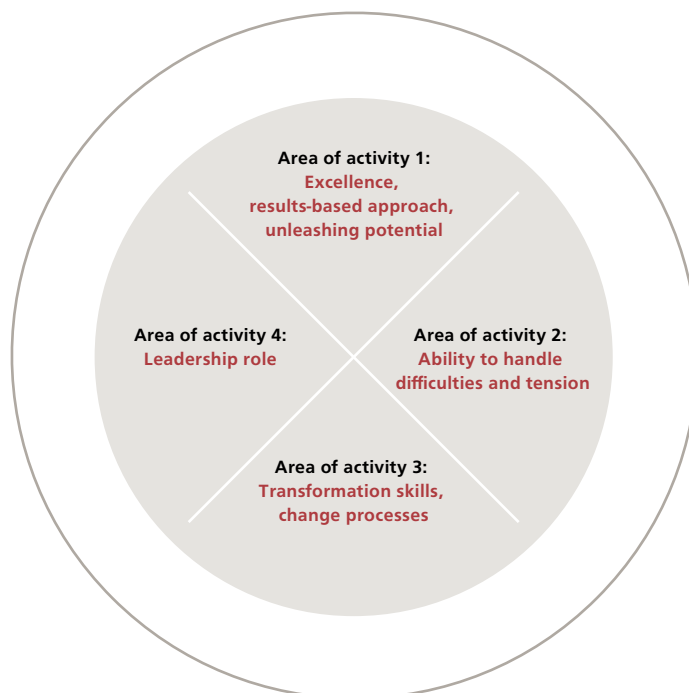 Area of activity 1:
Excellence,
results-based approach,
unleashing potential
Area of activity 4:
Leadership role
Area of activity 2:
Ability to handle
difficulties and tension
Area of activity 3:
Transformation skills,
change processes